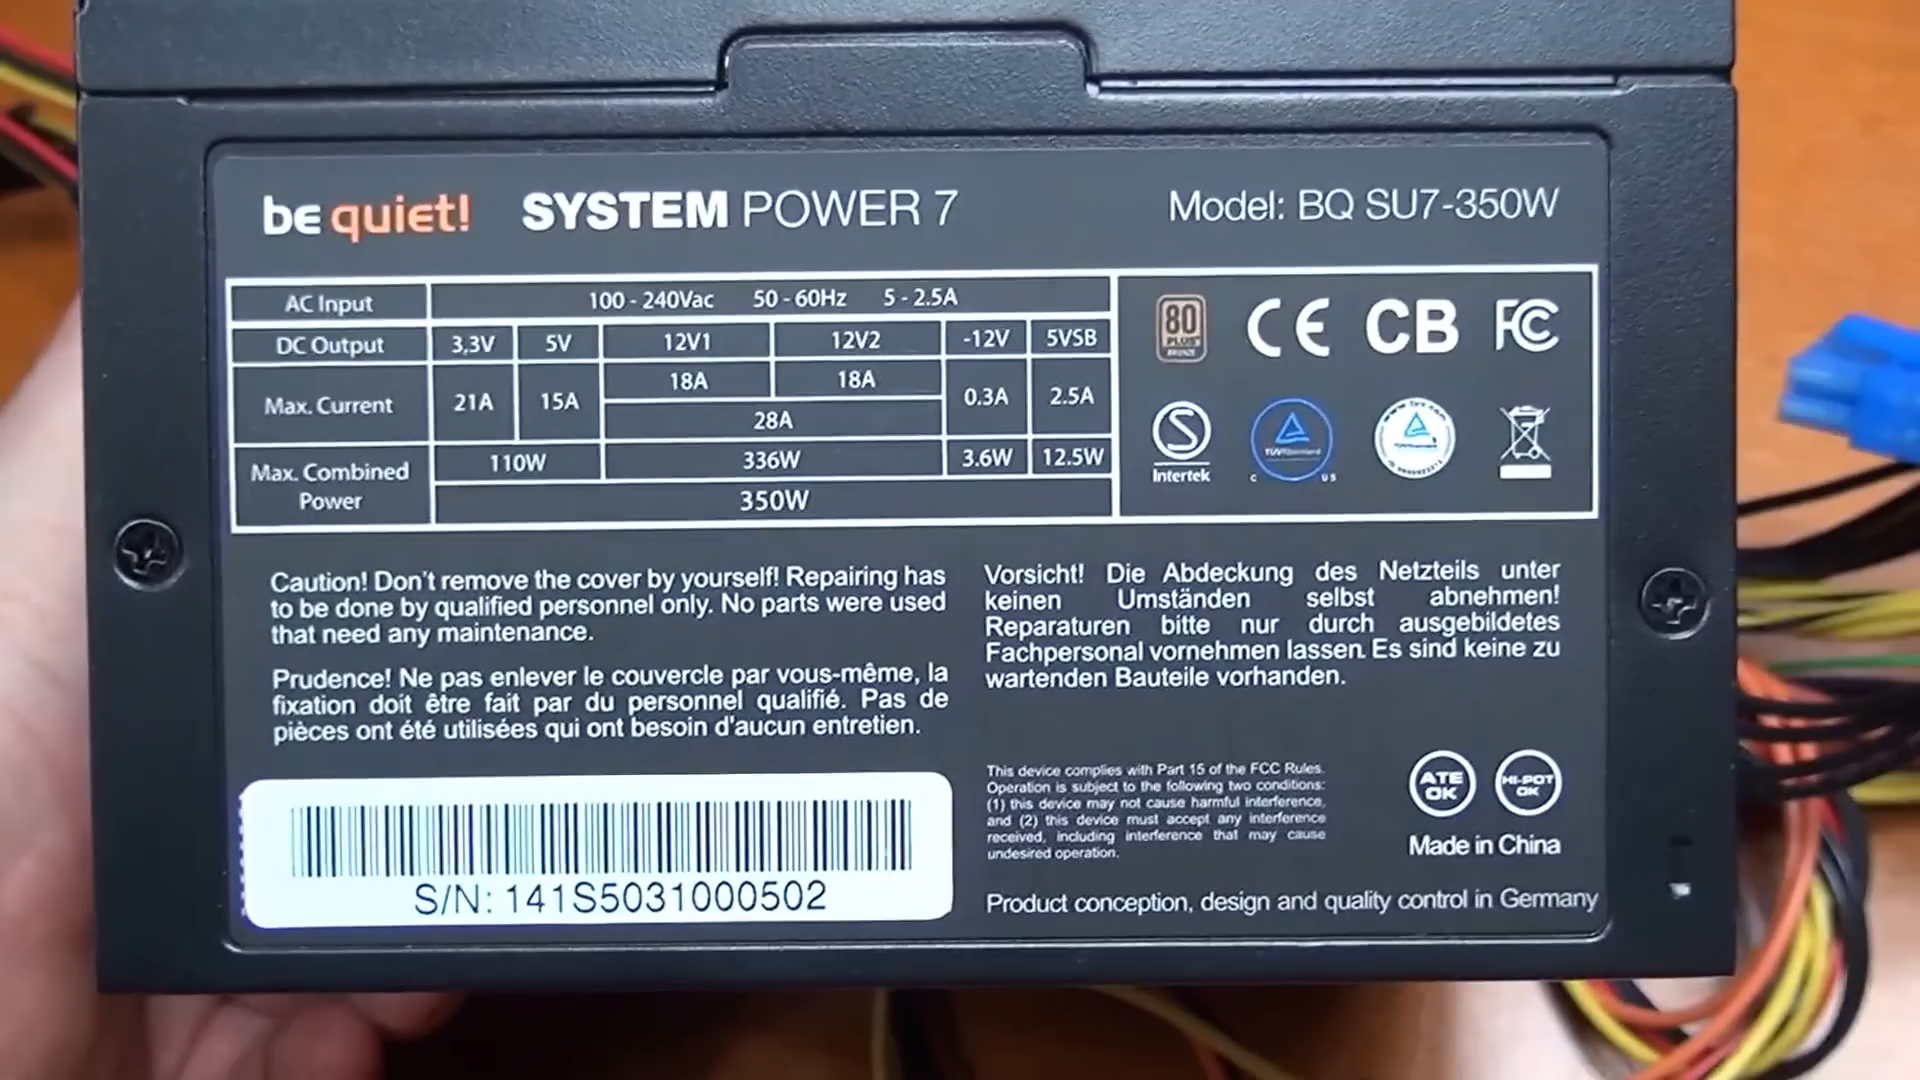 be quiet! SYSTEM POWER 7 Model: BQ SU7-350W
AC Input 100 - 240Vac 50 - 60Hz 5 - 2.5A
DC Output 3,3V 5V 12V1 12V2 -12V 5VSB
Max. Current 21A 15A 18A 18A 0.3A 2.5A
28A
Max. Combined Power 110W 336W 3.6W 12.5W
350W
80 PLUS BRONZE CE CB FC
Intertek TÜVRheinland C US
Caution! Don't remove the cover by yourself! Repairing has
to be done by qualified personnel only. No parts were used
that need any maintenance.
Prudence! Ne pas enlever le couvercle par vous-même, la
fixation doit être fait par du personnel qualifié. Pas de
pièces ont été utilisées qui ont besoin d'aucun entretien.
Vorsicht! Die Abdeckung des Netzteils unter
keinen Umständen selbst abnehmen!
Reparaturen bitte nur durch ausgebildetes
Fachpersonal vornehmen lassen. Es sind keine zu
wartenden Bauteile vorhanden.
S/N: 141S5031000502
This device complies with Part 15 of the FCC Rules.
Operation is subject to the following two conditions:
(1) this device may not cause harmful interference,
and (2) this device must accept any interference
received, including interference that may cause
undesired operation.
ATE OK
HI-POT OK
Made in China
Product conception, design and quality control in Germany